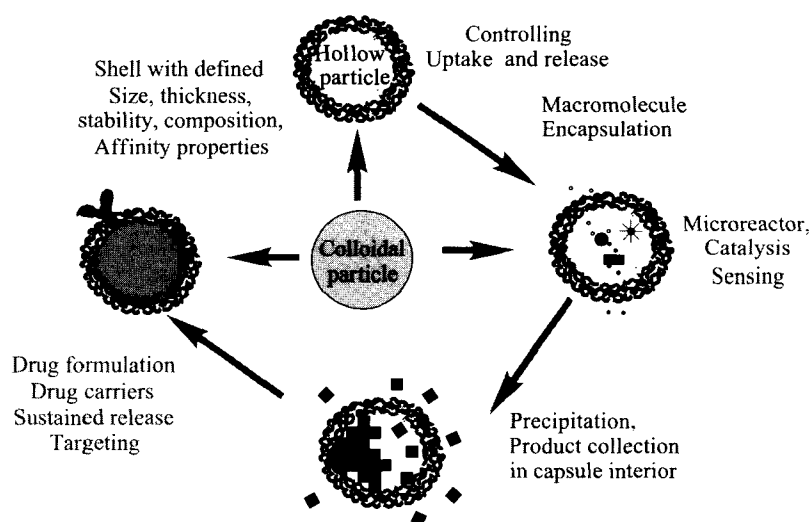 Hollow
particle
Controlling
Uptake and release
Shell with defined
Size, thickness,
stability, composition,
Affinity properties
Macromolecule
Encapsulation
Colloidal
particle
Microreactor,
Catalysis
Sensing
Drug formulation
Drug carriers
Sustained release
Targeting
Precipitation,
Product collection
in capsule interior